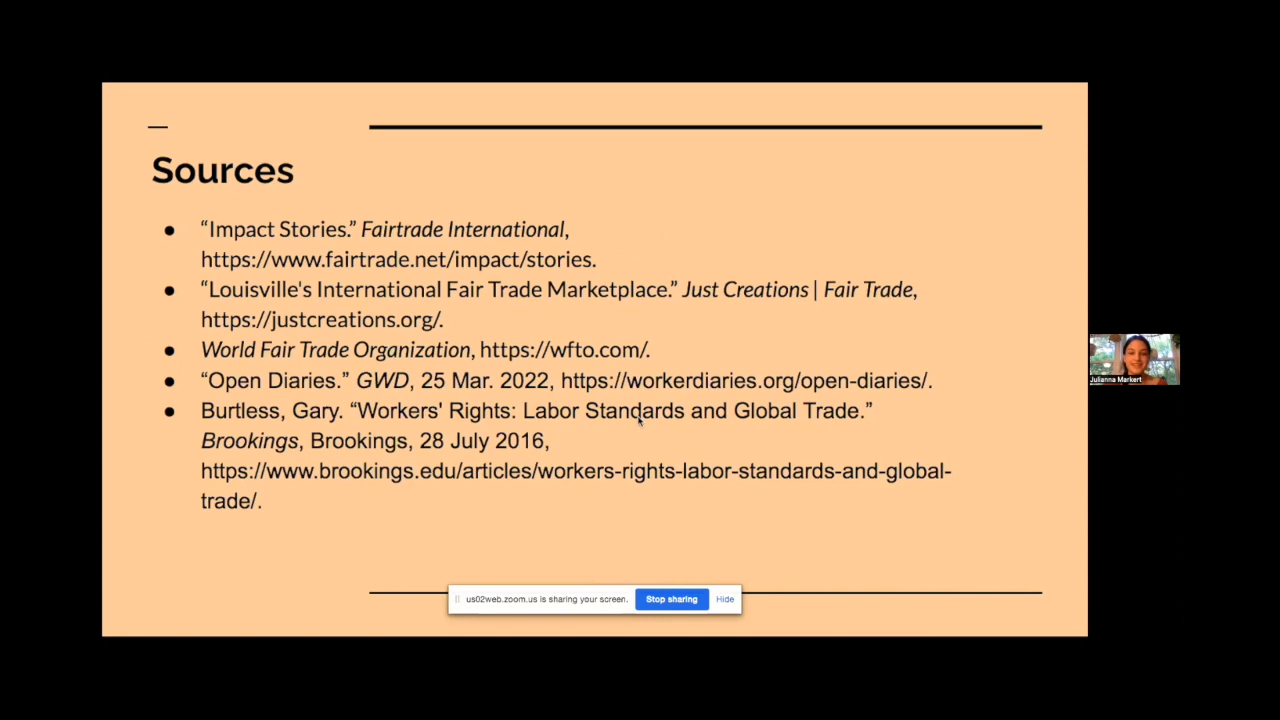 Sources
● “Impact Stories.” Fairtrade International,
https://www.fairtrade.net/impact/stories.
● “Louisville's International Fair Trade Marketplace.” Just Creations | Fair Trade,
https://justcreations.org/.
● World Fair Trade Organization, https://wfto.com/.
● “Open Diaries.” GWD, 25 Mar. 2022, https://workerdiaries.org/open-diaries/.
● Burtless, Gary. “Workers' Rights: Labor Standards and Global Trade.”
Brookings, Brookings, 28 July 2016,
https://www.brookings.edu/articles/workers-rights-labor-standards-and-global-
trade/.
us02web.zoom.us is sharing your screen. Stop sharing Hide
Julianna Markert